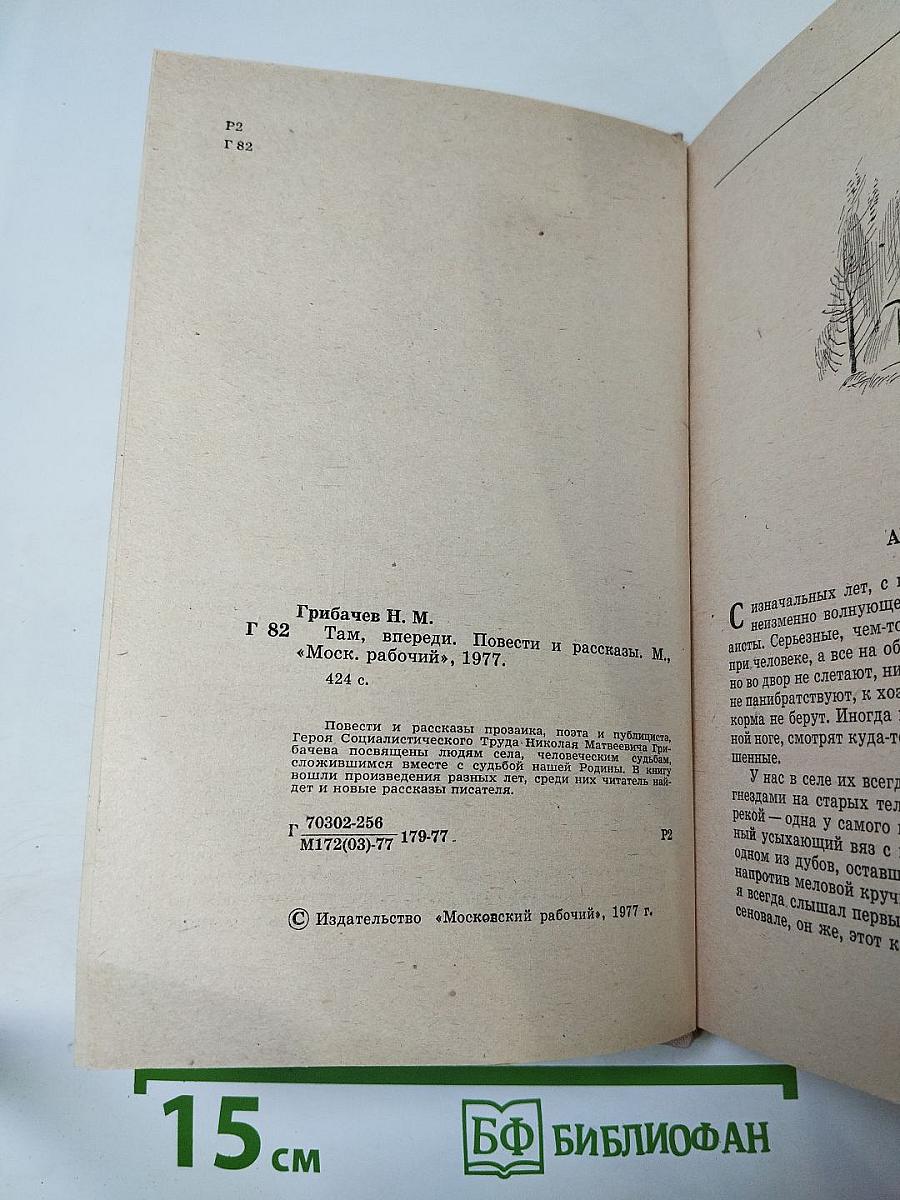 Р2
Г 82
Грибачев Н. М.
Г 82 Там, впереди. Повести и рассказы. М.,
«Моск. рабочий», 1977.
424 с.
Повести и рассказы прозаика, поэта и публициста,
Героя Социалистического Труда Николая Матвеевича Гри-
бачева посвящены людям села, человеческим судьбам,
сложившимся вместе с судьбой нашей Родины. В книгу
вошли произведения разных лет, среди них читатель най-
дет и новые рассказы писателя.
Г 70302-256
М172(03)-77 179-77. Р2
© Издательство «Московский рабочий», 1977 г.
С изначальных лет, с
неизменно волнующе
аисты. Серьезные, чем-то
при человеке, а все на об
но во двор не слетают, ни
не панибратствуют, к хоз
корма не берут. Иногда
ной ноге, смотрят куда-то
шенные.
У нас в селе их всегд
гнездами на старых тел
рекой — одна у самого
ный усыхающий вяз с
одном из дубов, оставш
напротив меловой круч
я всегда слышал первы
сеновале, он же, этот к
15 см
БФ БИБЛИОФАН